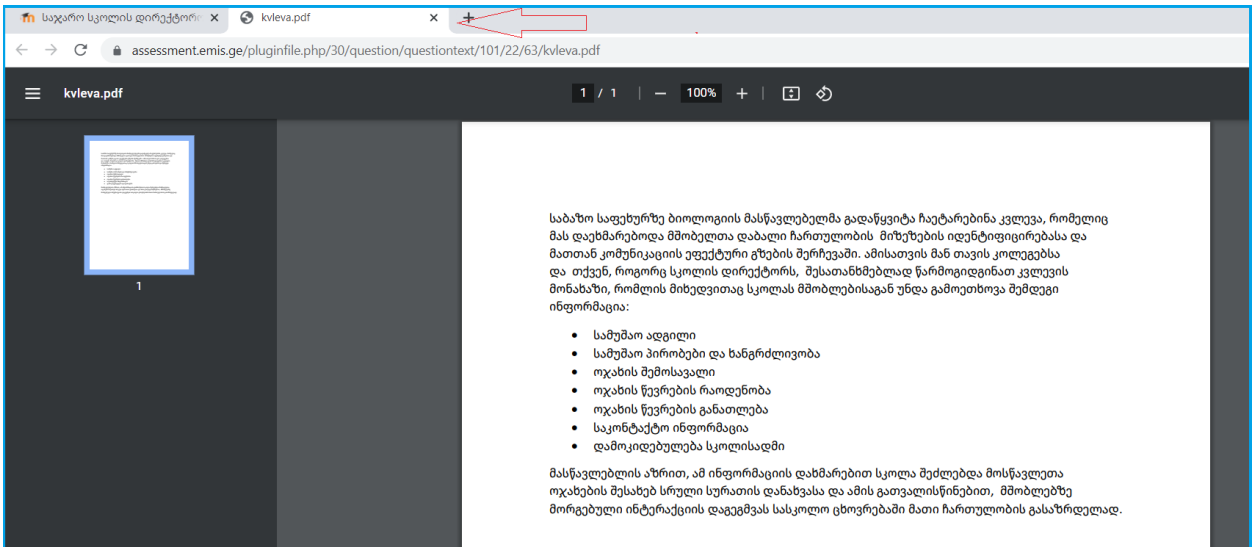 საჯარო სკოლის დირექტორი
kvleva.pdf
assessment.emis.ge/pluginfile.php/30/question/questiontext/101/22/63/kvleva.pdf
kvleva.pdf
1 / 1
100%
1
საბაზო საფეხურზე ბიოლოგიის მასწავლებელმა გადაწყვიტა ჩაეტარებინა კვლევა, რომელიც
მას დაეხმარებოდა მშობელთა დაბალი ჩართულობის მიზეზების იდენტიფიცირებასა და
მათთან კომუნიკაციის ეფექტური გზების შერჩევაში. ამისათვის მან თავის კოლეგებსა
და თქვენ, როგორც სკოლის დირექტორს, შესათანხმებლად წარმოგიდგინათ კვლევის
მონახაზი, რომლის მიხედვითაც სკოლას მშობლებისაგან უნდა გამოეთხოვა შემდეგი
ინფორმაცია:
• სამუშაო ადგილი
• სამუშაო პირობები და ხანგრძლივობა
• ოჯახის შემოსავალი
• ოჯახის წევრების რაოდენობა
• ოჯახის წევრების განათლება
• საკონტაქტო ინფორმაცია
• დამოკიდებულება სკოლისადმი
მასწავლებლის აზრით, ამ ინფორმაციის დახმარებით სკოლა შეძლებდა მოსწავლეთა
ოჯახების შესახებ სრული სურათის დანახვასა და ამის გათვალისწინებით, მშობლებზე
მორგებული ინტერაქციის დაგეგმვას სასკოლო ცხოვრებაში მათი ჩართულობის გასაზრდელად.